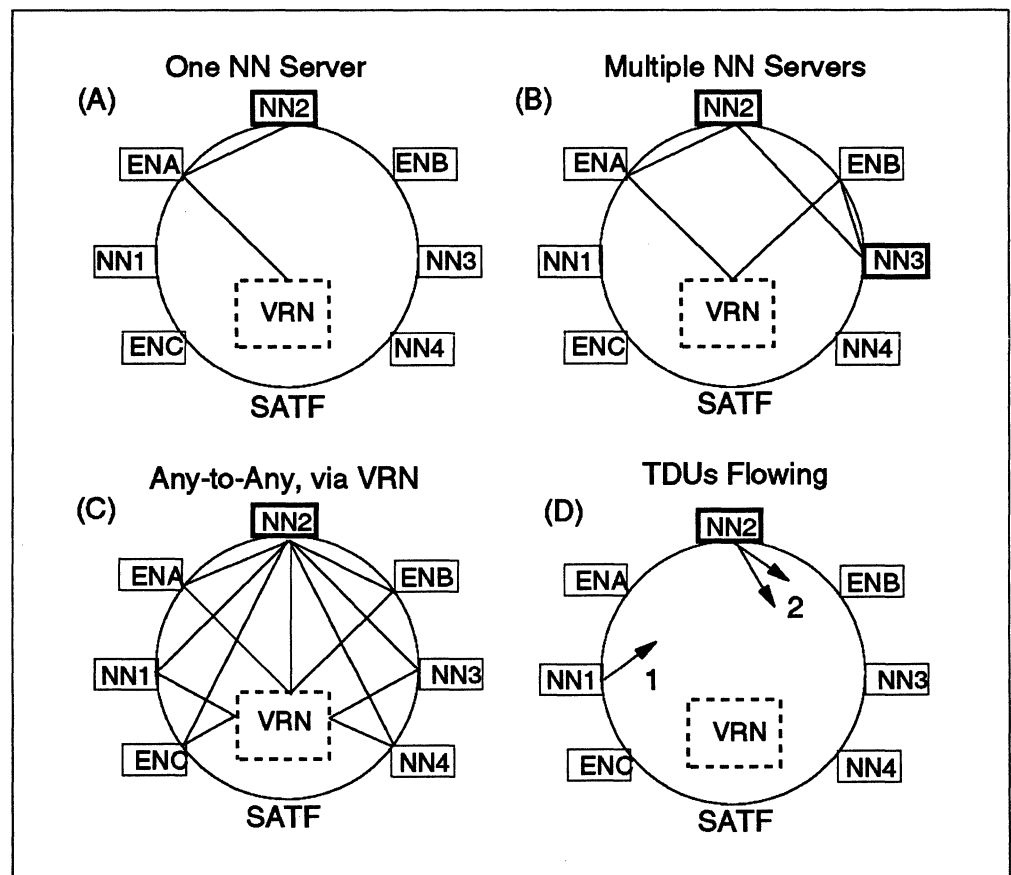 One NN Server
(A)
NN2
ENA
ENB
NN1
NN3
VRN
ENC
NN4
SATF
Multiple NN Servers
(B)
NN2
ENA
ENB
NN1
NN3
VRN
ENC
NN4
SATF
Any-to-Any, via VRN
(C)
NN2
ENA
ENB
NN1
NN3
VRN
ENC
NN4
SATF
TDUs Flowing
(D)
NN2
ENA
ENB
2
NN1
1
NN3
VRN
ENC
NN4
SATF